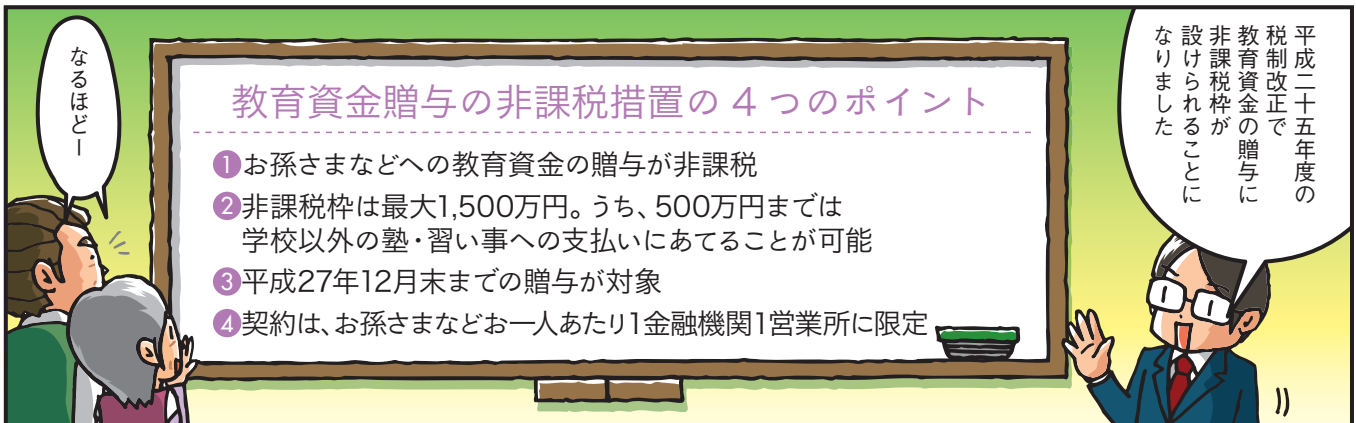 平成二十五年度の
税制改正で
教育資金の贈与に
非課税枠が
設けられることに
なりました
教育資金贈与の非課税措置の4つのポイント
❶お孫さまなどへの教育資金の贈与が非課税
❷非課税枠は最大1,500万円。うち、500万円までは
学校以外の塾・習い事への支払いにあてることが可能
❸平成27年12月末までの贈与が対象
❹契約は、お孫さまなどお一人あたり1金融機関1営業所に限定
なるほどー